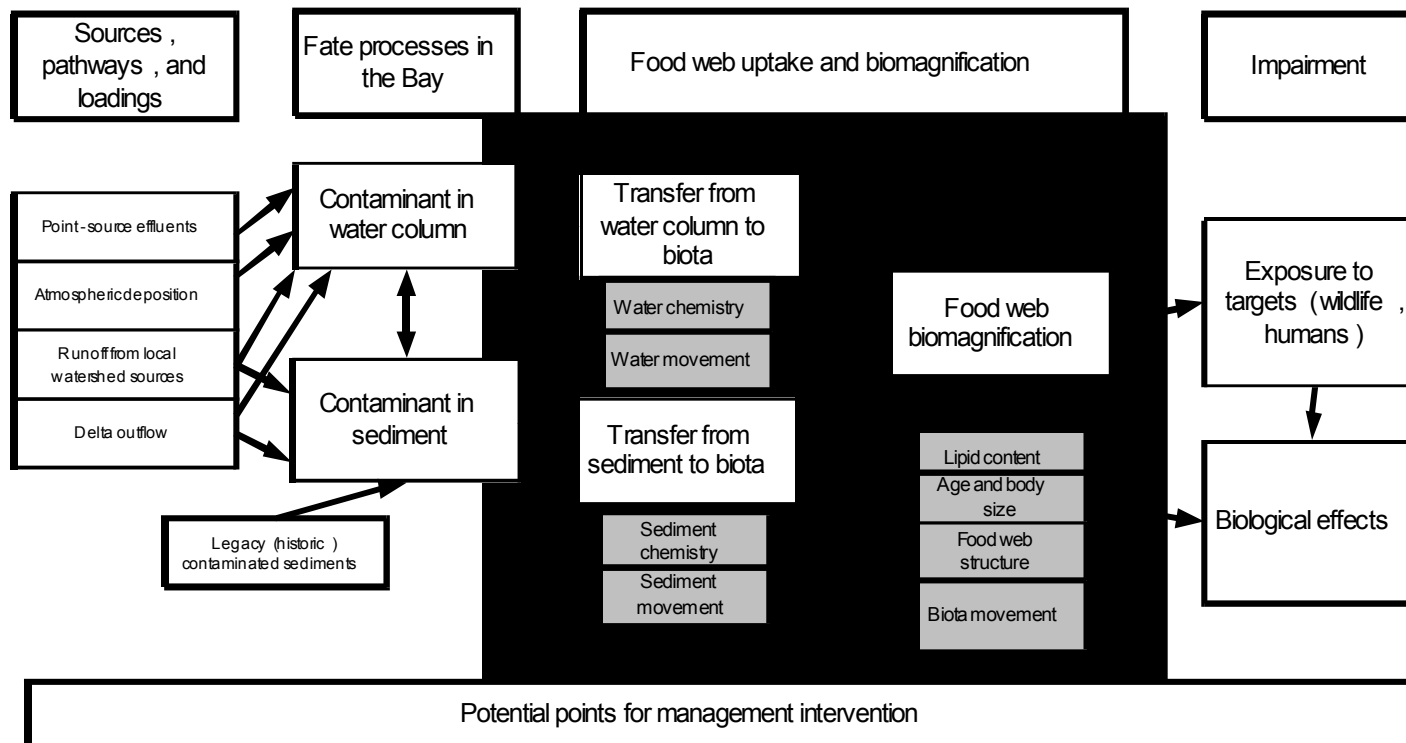 Sources ,
pathways , and
loadings
Fate processes in
the Bay
Food web uptake and biomagnification
Impairment
Point-source effluents
Atmospheric deposition
Runoff from local
watershed sources
Delta outflow
Legacy (historic )
contaminated sediments
Contaminant in
water column
Contaminant in
sediment
Transfer from
water column to
biota
Water chemistry
Water movement
Transfer from
sediment to biota
Sediment
chemistry
Sediment
movement
Food web
biomagnification
Lipid content
Age and body
size
Food web
structure
Biota movement
Exposure to
targets (wildlife ,
humans )
Biological effects
Potential points for management intervention